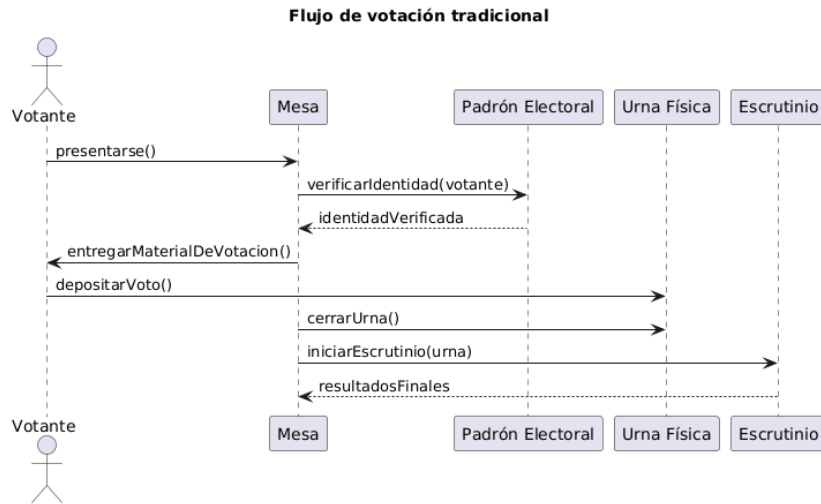 Flujo de votación tradicional
Votante
Mesa
Padrón Electoral
Urna Física
Escrutinio
presentarse()
verificarIdentidad(votante)
identidadVerificada
entregarMaterialDeVotacion()
depositarVoto()
cerrarUrna()
iniciarEscrutinio(urna)
resultadosFinales
Votante
Mesa
Padrón Electoral
Urna Física
Escrutinio